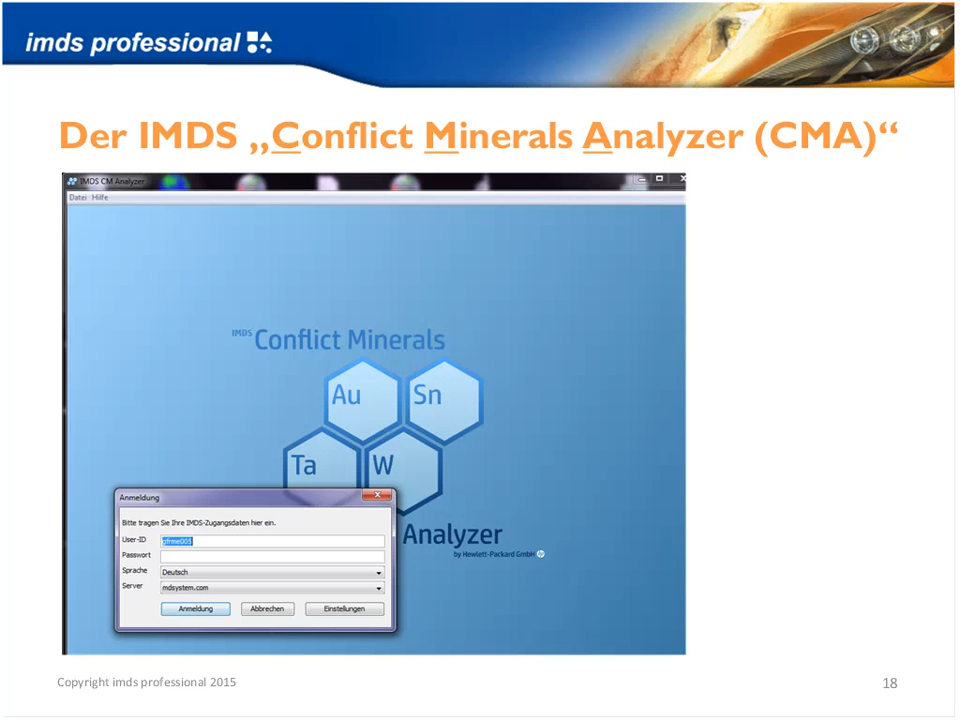 imds professional
Der IMDS „Conflict Minerals Analyzer (CMA)“
IMDS CM Analyzer
Datei Hilfe
IMDS Conflict Minerals
Au Sn
Ta W
Analyzer
by Hewlett-Packard GmbH hp
Anmeldung
Bitte tragen Sie Ihre IMDS-Zugangsdaten hier ein.
User-ID gfrme003
Passwort
Sprache Deutsch
Server mdsystem.com
Anmeldung Abbrechen Einstellungen
Copyright imds professional 2015
18